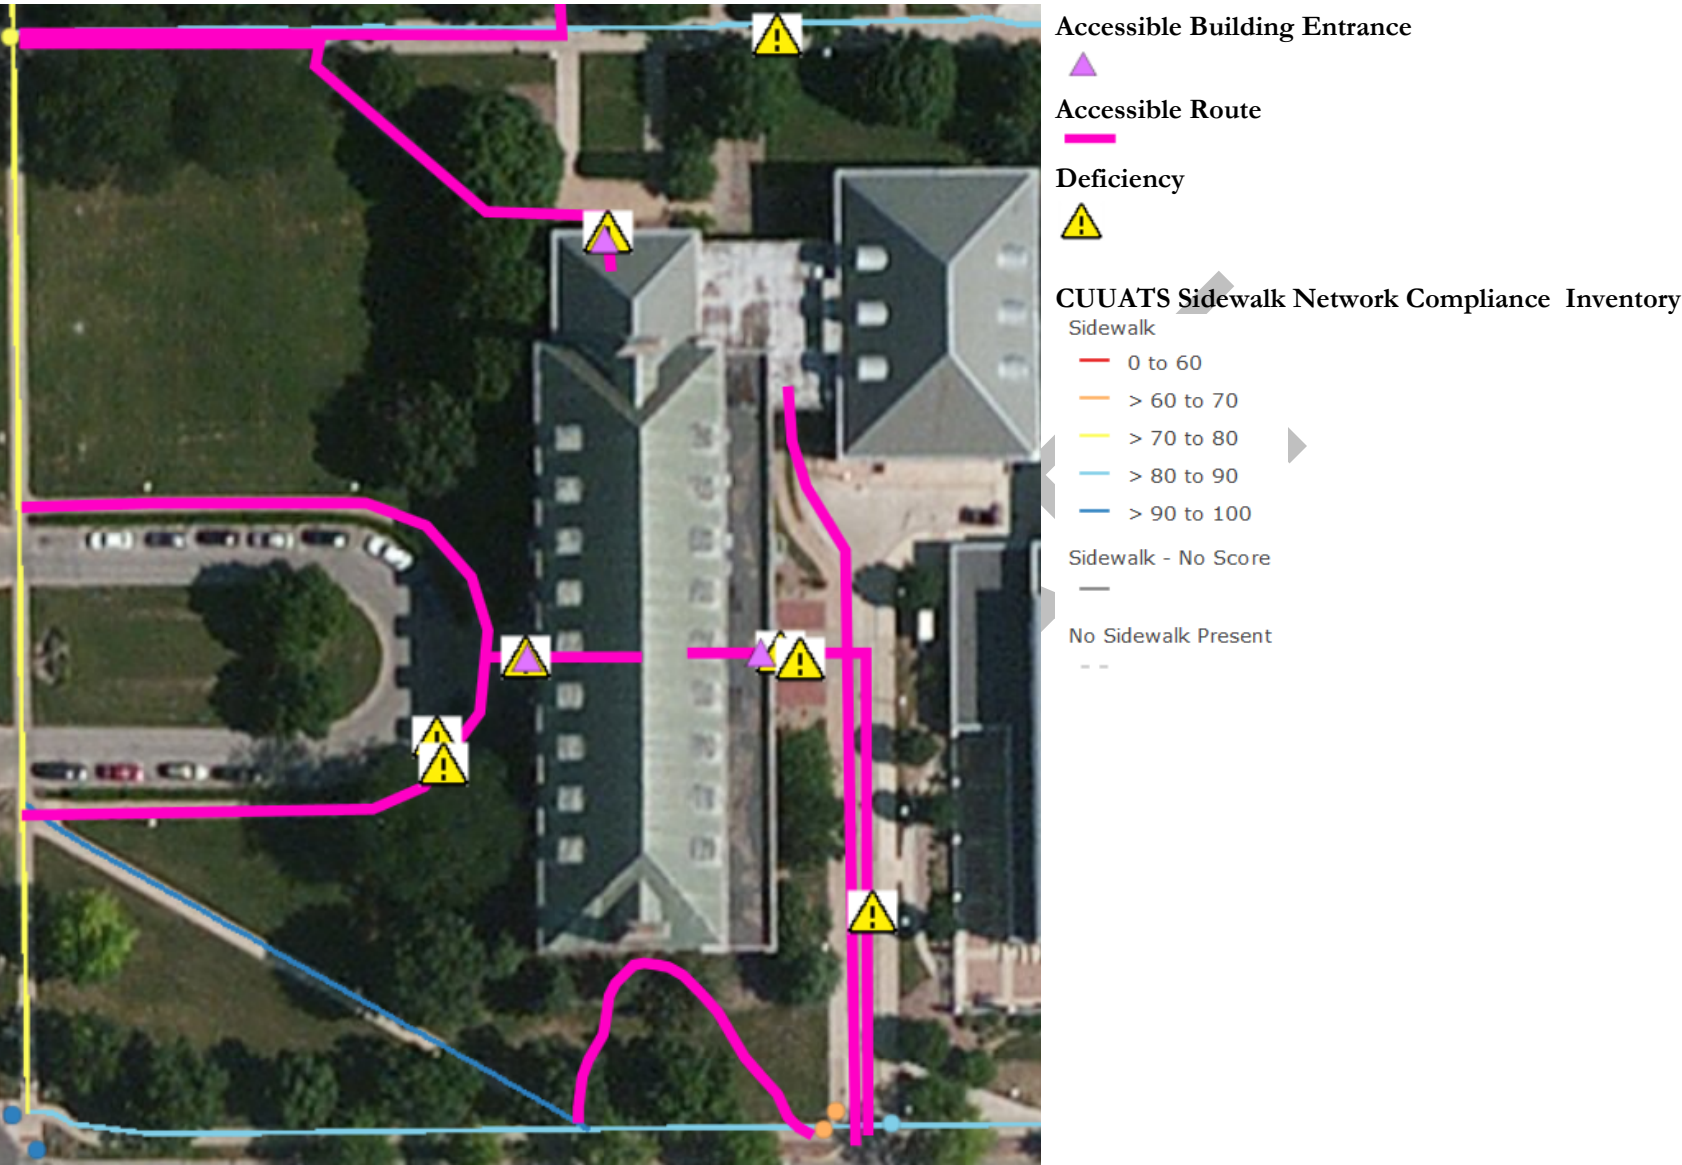 Accessible Building Entrance
Accessible Route
Deficiency
CUUATS Sidewalk Network Compliance  Inventory
Sidewalk
0 to 60
> 60 to 70
> 70 to 80
> 80 to 90
> 90 to 100
Sidewalk - No Score
No Sidewalk Present